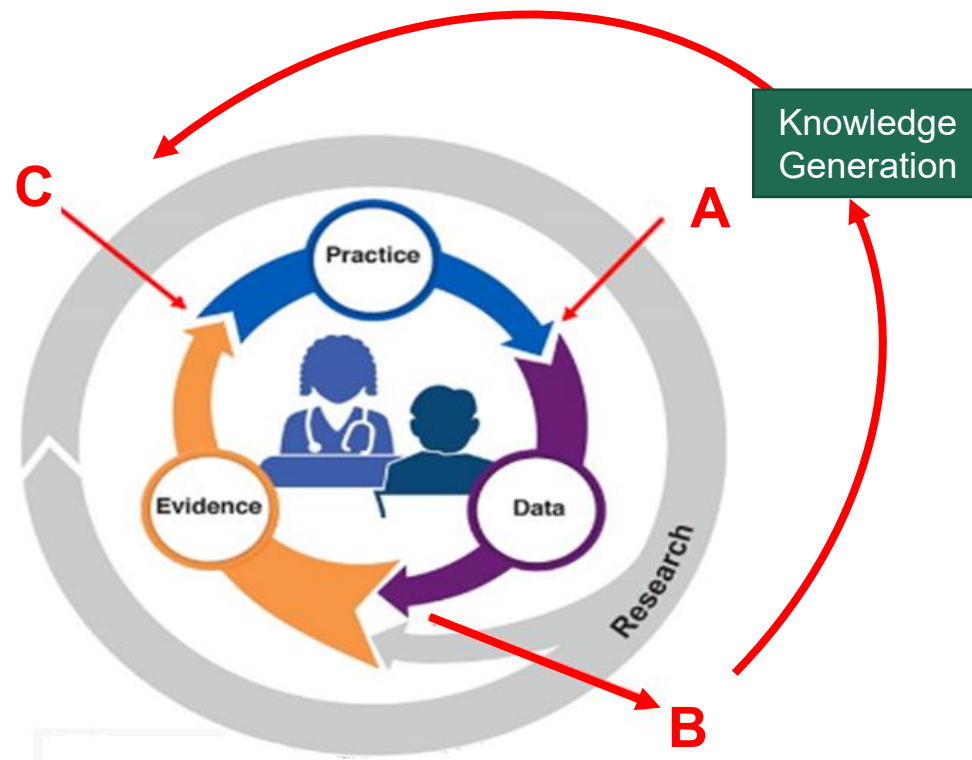 Knowledge
Generation
C
A
Practice
Evidence
Data
Research
B